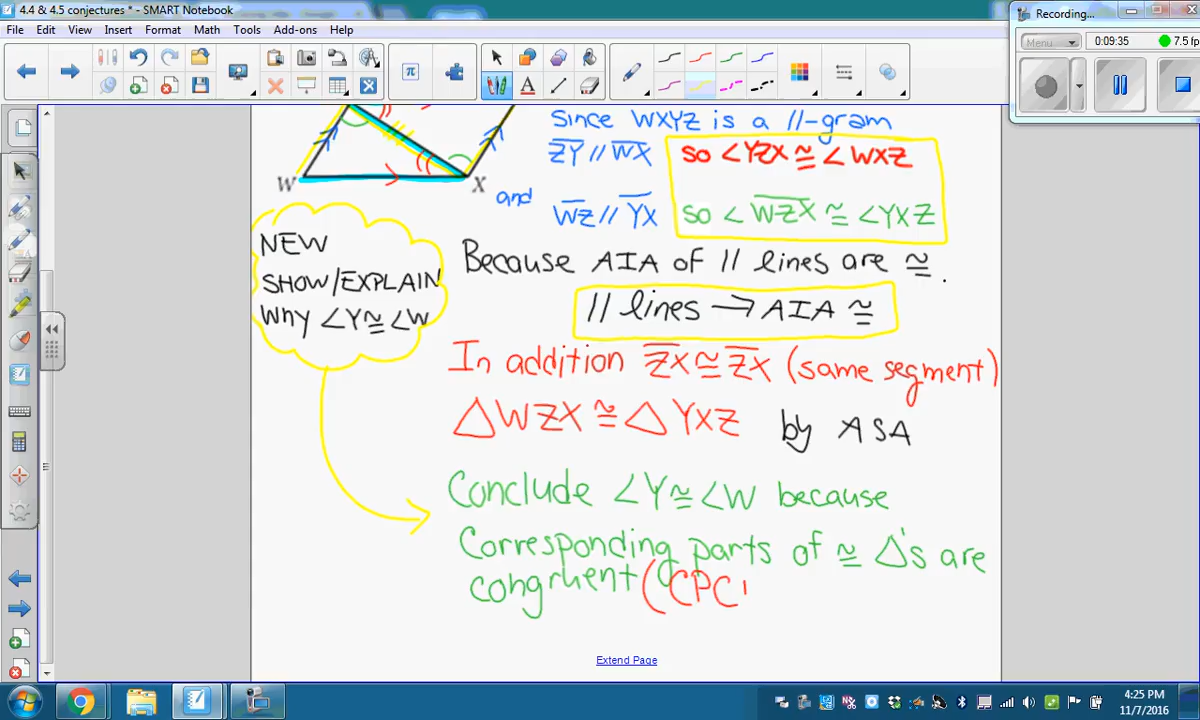 4.4 & 4.5 conjectures * - SMART Notebook
File Edit View Insert Format Math Tools Add-ons Help
Recording...
Menu
00:09:35
7.5 fp
Since WXYZ is a //-gram
ZY // WX so ∠YZX ≅ ∠WXZ
W X and
WZ // YX so ∠WZX ≅ ∠YXZ
NEW
SHOW/EXPLAIN
Why ∠Y ≅ ∠W
Because AIA of // lines are ≅.
// lines → AIA ≅
In addition ZX ≅ ZX (same segment)
△WZX ≅ △YXZ by ASA
Conclude ∠Y ≅ ∠W because
Corresponding parts of ≅ △'s are
congruent (CPC
Extend Page
4:25 PM
11/7/2016